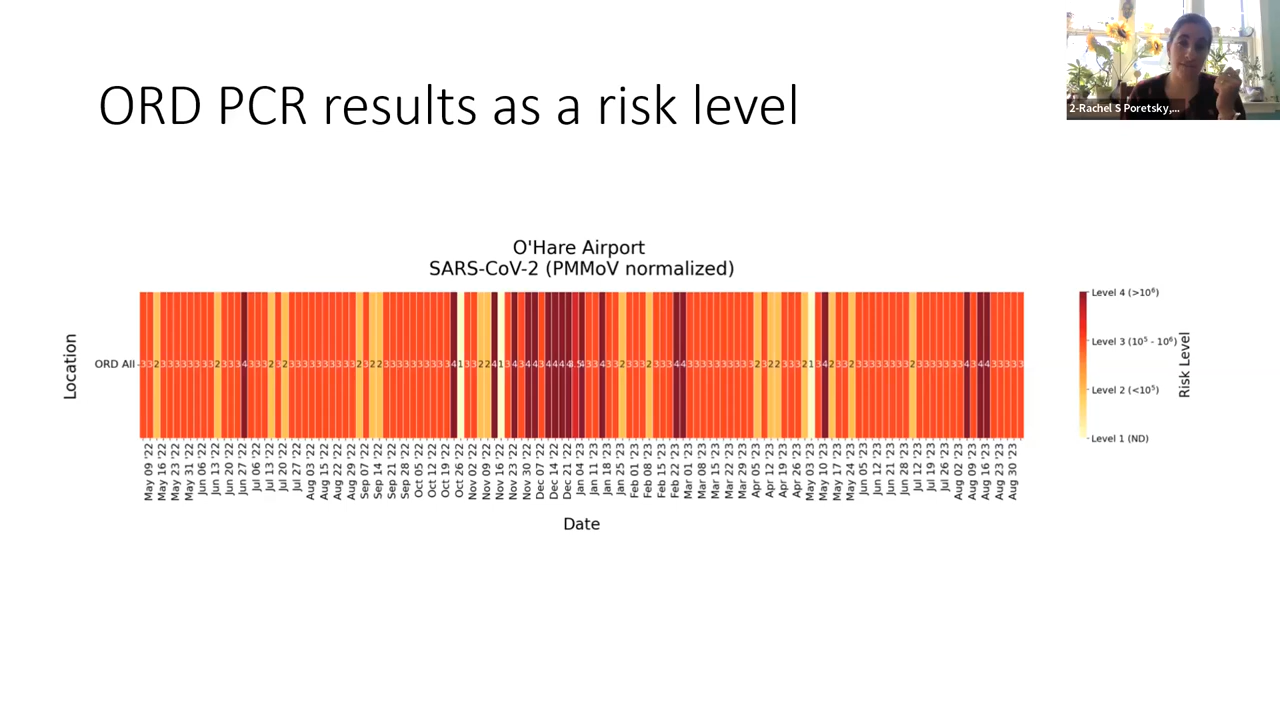 2-Rachel S Poretsky,...
ORD PCR results as a risk level
O'Hare Airport
SARS-CoV-2 (PMMoV normalized)
Location
ORD All
Level 4 (>10⁶)
Level 3 (10⁵ - 10⁶)
Level 2 (<10⁵)
Level 1 (ND)
Risk Level
May 09 '22
May 16 '22
May 23 '22
May 31 '22
Jun 06 '22
Jun 13 '22
Jun 20 '22
Jun 27 '22
Jul 06 '22
Jul 13 '22
Jul 20 '22
Jul 27 '22
Aug 03 '22
Aug 15 '22
Aug 22 '22
Aug 29 '22
Sep 07 '22
Sep 14 '22
Sep 21 '22
Sep 28 '22
Oct 05 '22
Oct 12 '22
Oct 19 '22
Oct 26 '22
Nov 02 '22
Nov 09 '22
Nov 16 '22
Nov 23 '22
Nov 30 '22
Dec 07 '22
Dec 14 '22
Dec 21 '22
Jan 04 '23
Jan 11 '23
Jan 18 '23
Jan 25 '23
Feb 01 '23
Feb 08 '23
Feb 15 '23
Feb 22 '23
Mar 01 '23
Mar 08 '23
Mar 15 '23
Mar 22 '23
Mar 29 '23
Apr 05 '23
Apr 12 '23
Apr 19 '23
Apr 26 '23
May 03 '23
May 10 '23
May 17 '23
May 24 '23
Jun 05 '23
Jun 12 '23
Jun 21 '23
Jun 28 '23
Jul 12 '23
Jul 19 '23
Jul 26 '23
Aug 02 '23
Aug 09 '23
Aug 16 '23
Aug 23 '23
Aug 30 '23
Date